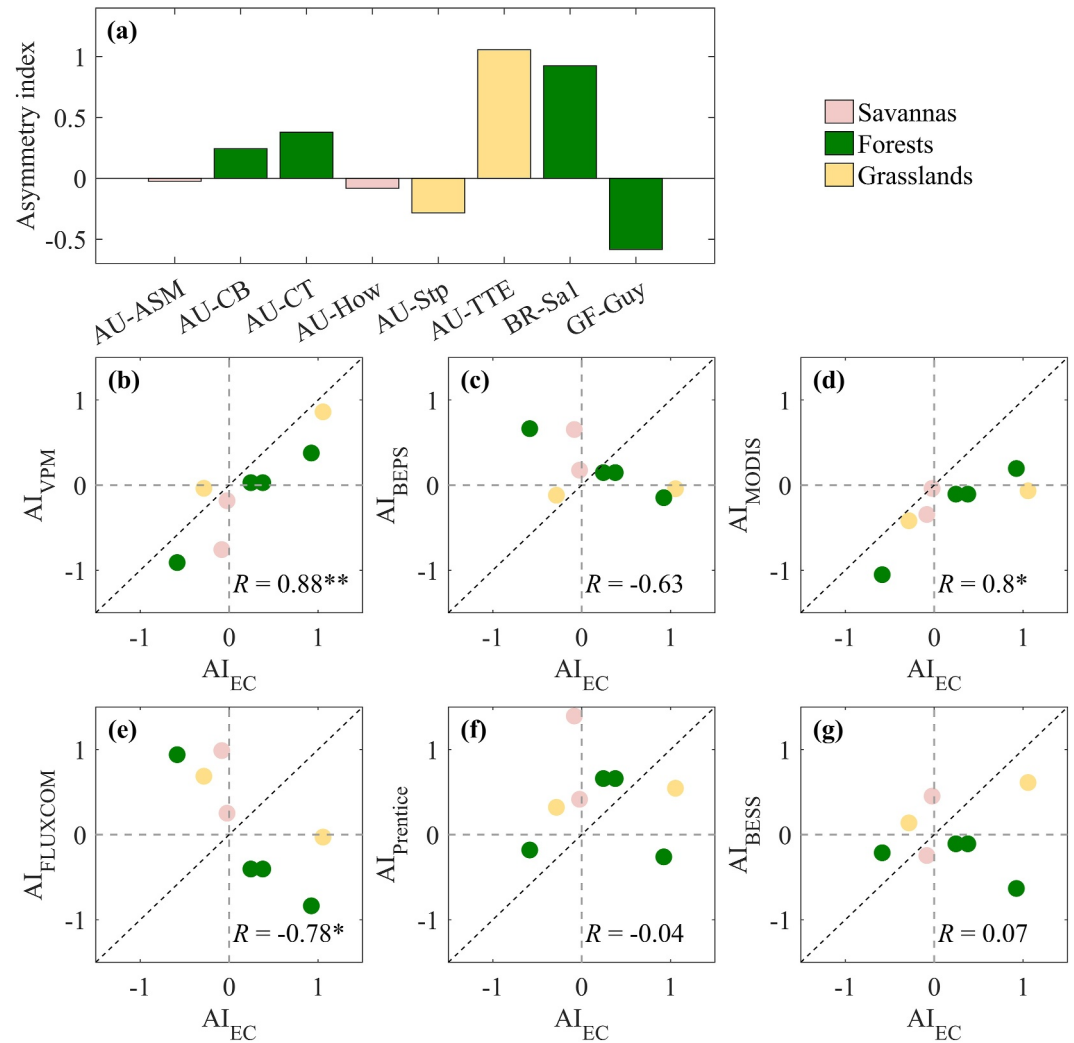 (a)
Asymmetry index
1
0.5
0
-0.5
AU-ASM
AU-CB
AU-CT
AU-How
AU-Stp
AU-TTE
BR-Sa1
GF-Guy
Savannas
Forests
Grasslands
(b)
AI_VPM
1
0
-1
R = 0.88**
-1 0 1
AI_EC
(c)
AI_BEPS
1
0
-1
R = -0.63
-1 0 1
AI_EC
(d)
AI_MODIS
1
0
-1
R = 0.8*
-1 0 1
AI_EC
(e)
AI_FLUXCOM
1
0
-1
R = -0.78*
-1 0 1
AI_EC
(f)
AI_Prentice
1
0
-1
R = -0.04
-1 0 1
AI_EC
(g)
AI_BESS
1
0
-1
R = 0.07
-1 0 1
AI_EC